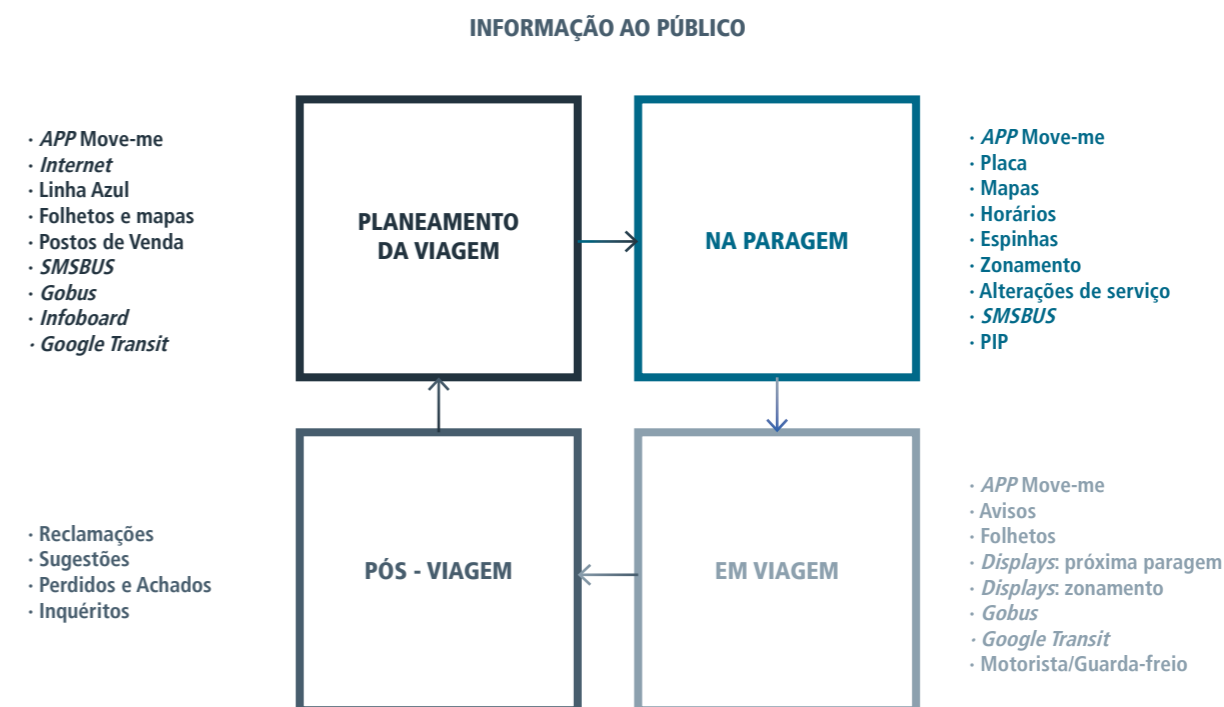 INFORMAÇÃO AO PÚBLICO
· APP Move-me
· Internet
· Linha Azul
· Folhetos e mapas
· Postos de Venda
· SMSBUS
· Gobus
· Infoboard
· Google Transit
PLANEAMENTO
DA VIAGEM
NA PARAGEM
· APP Move-me
· Placa
· Mapas
· Horários
· Espinhas
· Zonamento
· Alterações de serviço
· SMSBUS
· PIP
· Reclamações
· Sugestões
· Perdidos e Achados
· Inquéritos
PÓS - VIAGEM
EM VIAGEM
· APP Move-me
· Avisos
· Folhetos
· Displays: próxima paragem
· Displays: zonamento
· Gobus
· Google Transit
· Motorista/Guarda-freio